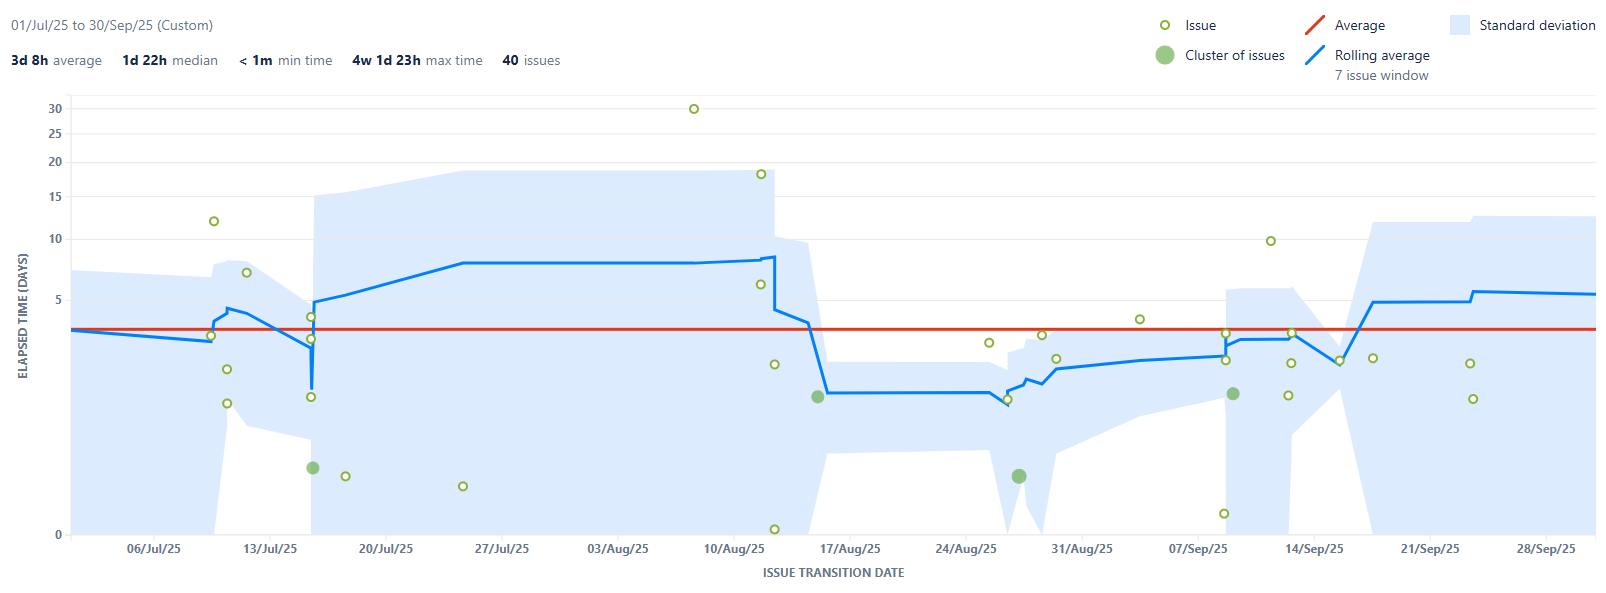 01/Jul/25 to 30/Sep/25 (Custom)
3d 8h average 1d 22h median < 1m min time 4w 1d 23h max time 40 issues
Issue
Average
Standard deviation
Cluster of issues
Rolling average
7 issue window
ELAPSED TIME (DAYS)
30
25
20
15
10
5
0
06/Jul/25 13/Jul/25 20/Jul/25 27/Jul/25 03/Aug/25 10/Aug/25 17/Aug/25 24/Aug/25 31/Aug/25 07/Sep/25 14/Sep/25 21/Sep/25 28/Sep/25
ISSUE TRANSITION DATE